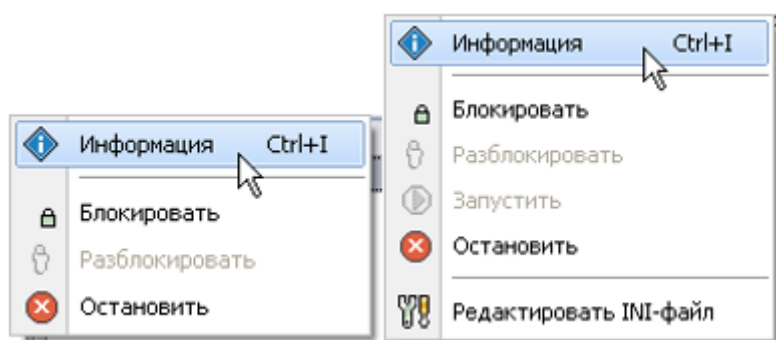 Информация Ctrl+I
Блокировать
Разблокировать
Остановить
Информация Ctrl+I
Блокировать
Разблокировать
Запустить
Остановить
Редактировать INI-файл